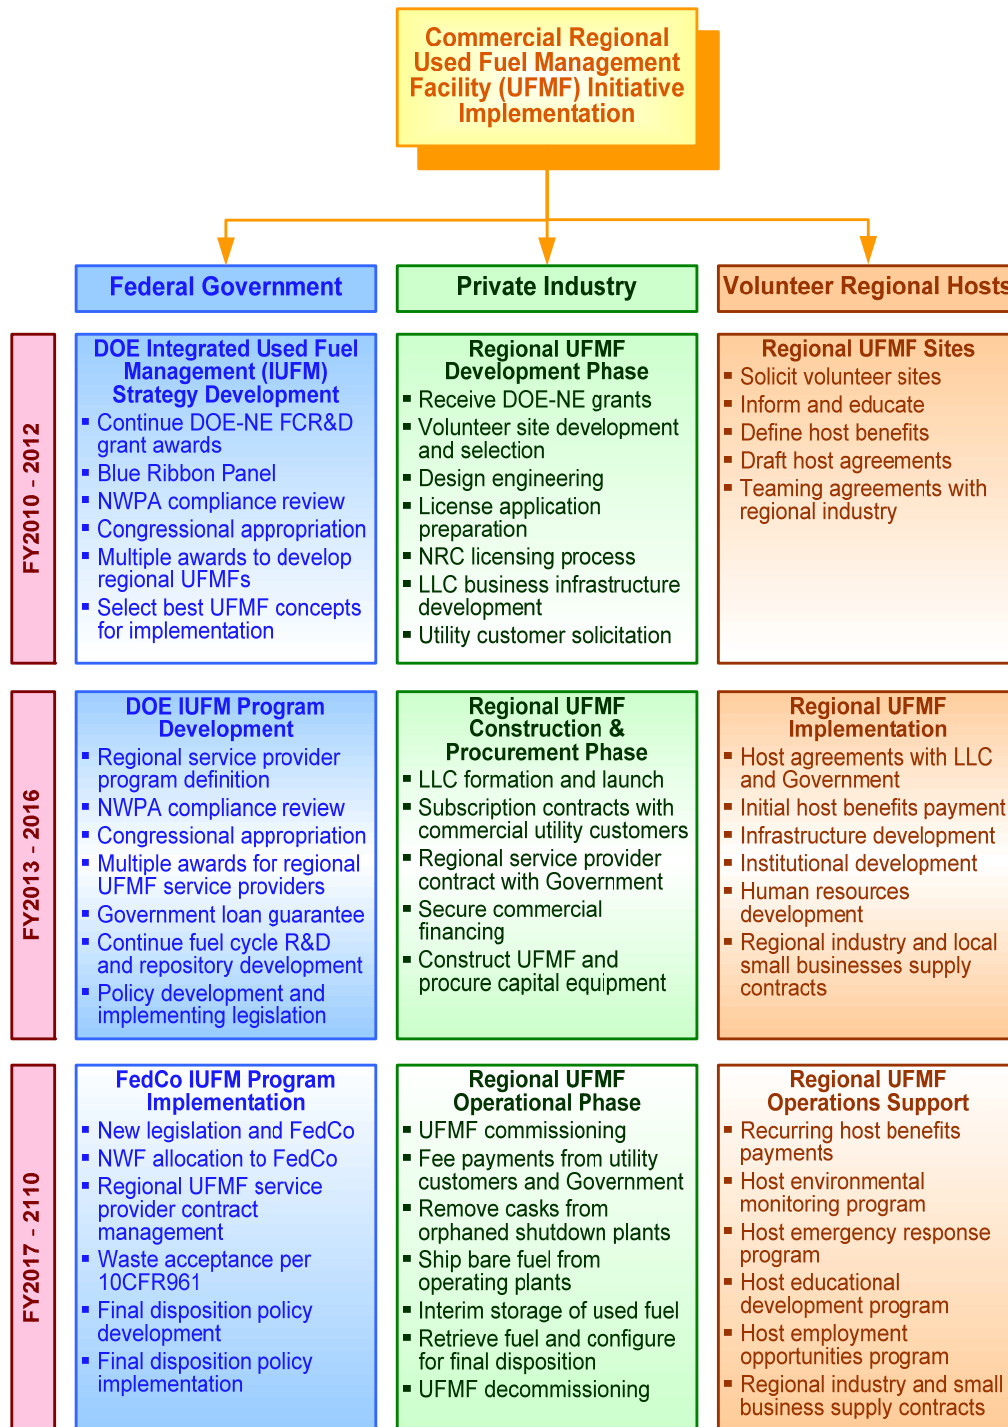 Commercial Regional
Used Fuel Management
Facility (UFMF) Initiative
Implementation
Federal Government
Private Industry
Volunteer Regional Hosts
FY2010 - 2012
DOE Integrated Used Fuel
Management (IUFM)
Strategy Development
▪ Continue DOE-NE FCR&D
grant awards
▪ Blue Ribbon Panel
▪ NWPA compliance review
▪ Congressional appropriation
▪ Multiple awards to develop
regional UFMFs
▪ Select best UFMF concepts
for implementation
Regional UFMF
Development Phase
▪ Receive DOE-NE grants
▪ Volunteer site development
and selection
▪ Design engineering
▪ License application
preparation
▪ NRC licensing process
▪ LLC business infrastructure
development
▪ Utility customer solicitation
Regional UFMF Sites
▪ Solicit volunteer sites
▪ Inform and educate
▪ Define host benefits
▪ Draft host agreements
▪ Teaming agreements with
regional industry
FY2013 - 2016
DOE IUFM Program
Development
▪ Regional service provider
program definition
▪ NWPA compliance review
▪ Congressional appropriation
▪ Multiple awards for regional
UFMF service providers
▪ Government loan guarantee
▪ Continue fuel cycle R&D
and repository development
▪ Policy development and
implementing legislation
Regional UFMF
Construction &
Procurement Phase
▪ LLC formation and launch
▪ Subscription contracts with
commercial utility customers
▪ Regional service provider
contract with Government
▪ Secure commercial
financing
▪ Construct UFMF and
procure capital equipment
Regional UFMF
Implementation
▪ Host agreements with LLC
and Government
▪ Initial host benefits payment
▪ Infrastructure development
▪ Institutional development
▪ Human resources
development
▪ Regional industry and local
small businesses supply
contracts
FY2017 - 2110
FedCo IUFM Program
Implementation
▪ New legislation and FedCo
▪ NWF allocation to FedCo
▪ Regional UFMF service
provider contract
management
▪ Waste acceptance per
10CFR961
▪ Final disposition policy
development
▪ Final disposition policy
implementation
Regional UFMF
Operational Phase
▪ UFMF commissioning
▪ Fee payments from utility
customers and Government
▪ Remove casks from
orphaned shutdown plants
▪ Ship bare fuel from
operating plants
▪ Interim storage of used fuel
▪ Retrieve fuel and configure
for final disposition
▪ UFMF decommissioning
Regional UFMF
Operations Support
▪ Recurring host benefits
payments
▪ Host environmental
monitoring program
▪ Host emergency response
program
▪ Host educational
development program
▪ Host employment
opportunities program
▪ Regional industry and small
business supply contracts